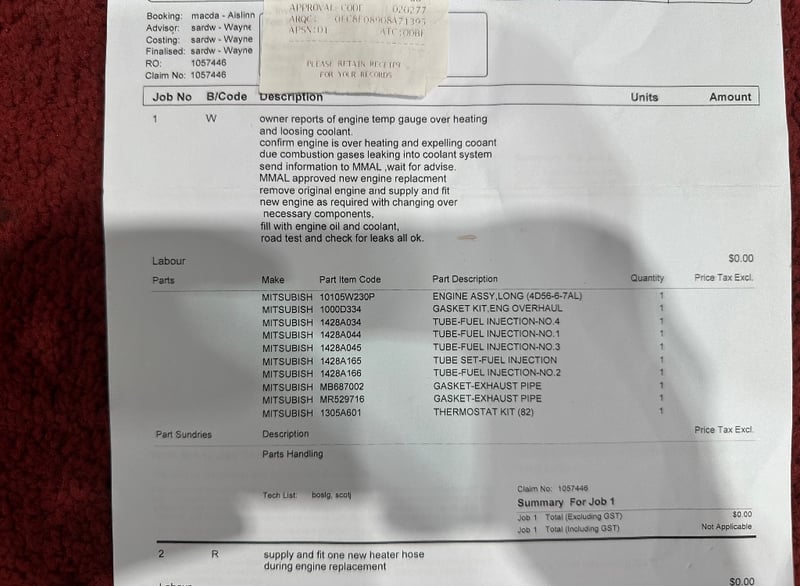 APPROVAL CODE 020277
APSN:01 ATC:00BF
PLEASE RETAIN RECEIPT
FOR YOUR RECORDS
Booking: macda - Aislinn
Advisor: sardw - Wayne
Costing: sardw - Wayne
Finalised: sardw - Wayne
RO: 1057446
Claim No: 1057446
Job No B/Code Description Units Amount
1 W owner reports of engine temp gauge over heating
and loosing coolant.
confirm engine is over heating and expelling cooant
due combustion gases leaking into coolant system
send information to MMAL ,wait for advise.
MMAL approved new engine replacment
remove original engine and supply and fit
new engine as required with changing over
necessary components.
fill with engine oil and coolant,
road test and check for leaks all ok.
Labour $0.00
Parts Make Part Item Code Part Description Quantity Price Tax Excl.
MITSUBISH 10105W230P ENGINE ASSY,LONG (4D56-6-7AL) 1
MITSUBISH 1000D334 GASKET KIT,ENG OVERHAUL 1
MITSUBISH 1428A034 TUBE-FUEL INJECTION-NO.4 1
MITSUBISH 1428A044 TUBE-FUEL INJECTION-NO.1 1
MITSUBISH 1428A045 TUBE-FUEL INJECTION-NO.3 1
MITSUBISH 1428A165 TUBE SET-FUEL INJECTION 1
MITSUBISH 1428A166 TUBE-FUEL INJECTION-NO.2 1
MITSUBISH MB687002 GASKET-EXHAUST PIPE 1
MITSUBISH MR529716 GASKET-EXHAUST PIPE 1
MITSUBISH 1305A601 THERMOSTAT KIT (82) 1
Part Sundries Description Price Tax Excl.
Parts Handling
Tech List: boslg, scotj
Claim No: 1057446
Summary For Job 1
Job 1 Total (Excluding GST) $0.00
Job 1 Total (Including GST) Not Applicable
2 R supply and fit one new heater hose
during engine replacement
$0.00